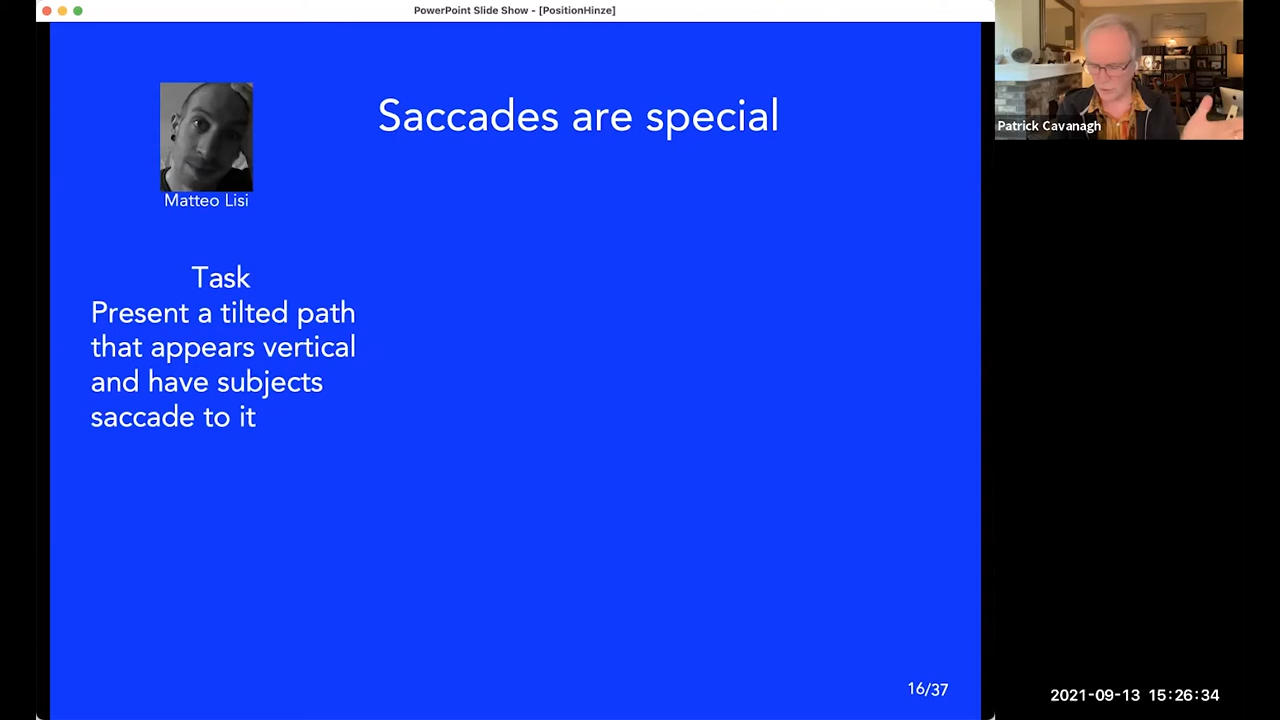 PowerPoint Slide Show - [PositionHinze]
Saccades are special
Matteo Lisi
Task
Present a tilted path
that appears vertical
and have subjects
saccade to it
16/37
Patrick Cavanagh
2021-09-13 15:26:34